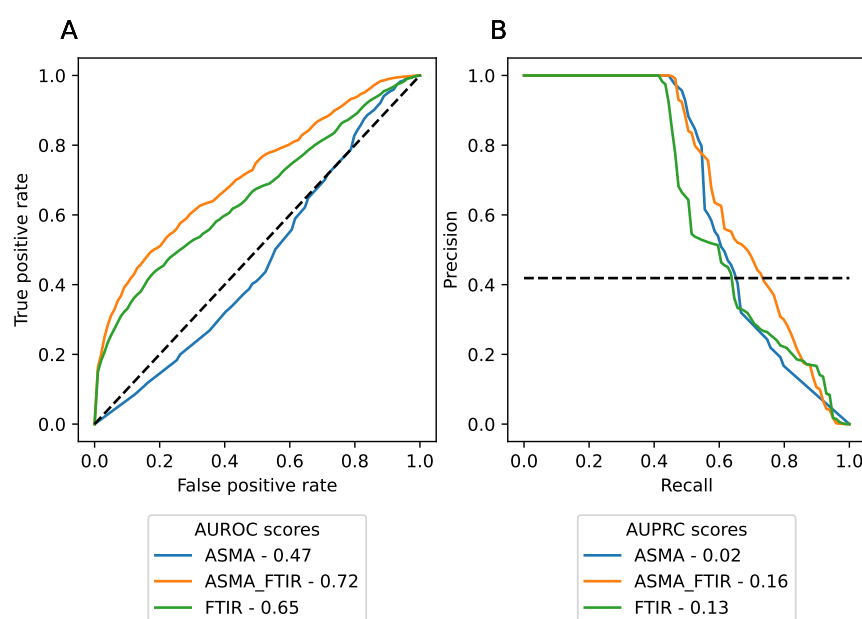 A
B
1.0
0.8
0.6
0.4
0.2
0.0
True positive rate
0.0 0.2 0.4 0.6 0.8 1.0
False positive rate
1.0
0.8
0.6
0.4
0.2
0.0
Precision
0.0 0.2 0.4 0.6 0.8 1.0
Recall
AUROC scores
ASMA - 0.47
ASMA_FTIR - 0.72
FTIR - 0.65
AUPRC scores
ASMA - 0.02
ASMA_FTIR - 0.16
FTIR - 0.13